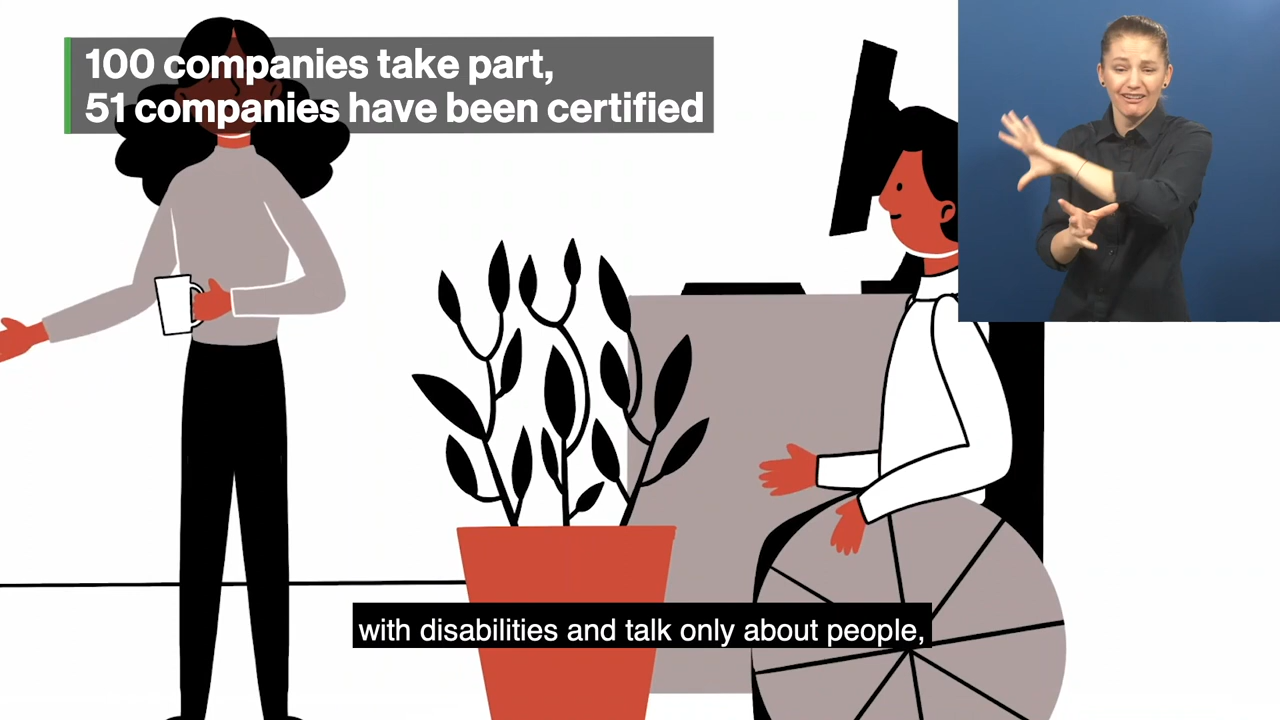 100 companies take part,
51 companies have been certified
with disabilities and talk only about people,